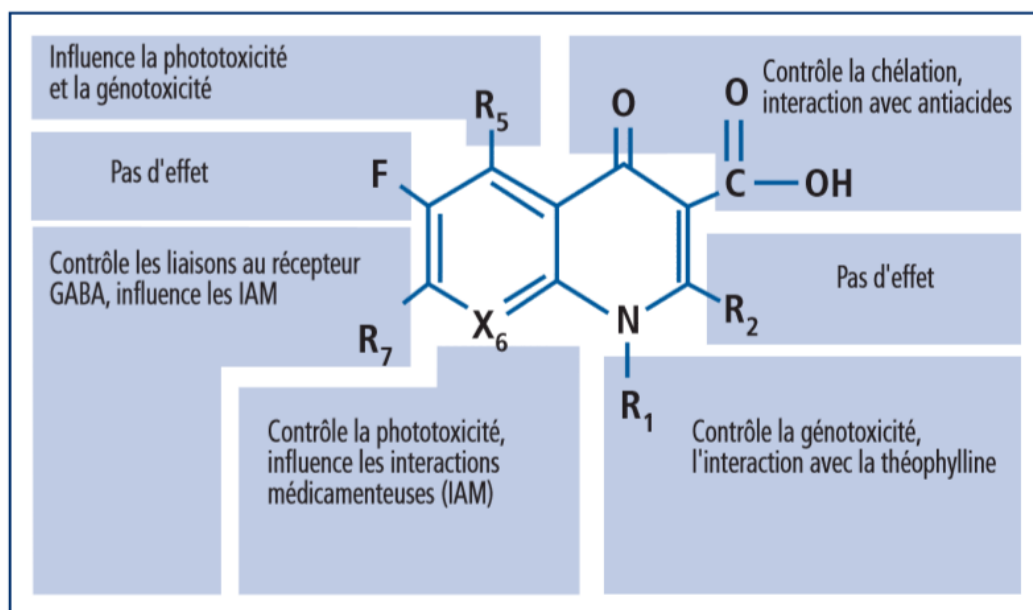 Influence la phototoxicité
et la génotoxicité
Contrôle la chélation,
interaction avec antiacides
R5
O
O
C
OH
Pas d'effet
F
Contrôle les liaisons au récepteur
GABA, influence les IAM
Pas d'effet
R7
X6
N
R2
R1
Contrôle la phototoxicité,
influence les interactions
médicamenteuses (IAM)
Contrôle la génotoxicité,
l'interaction avec la théophylline